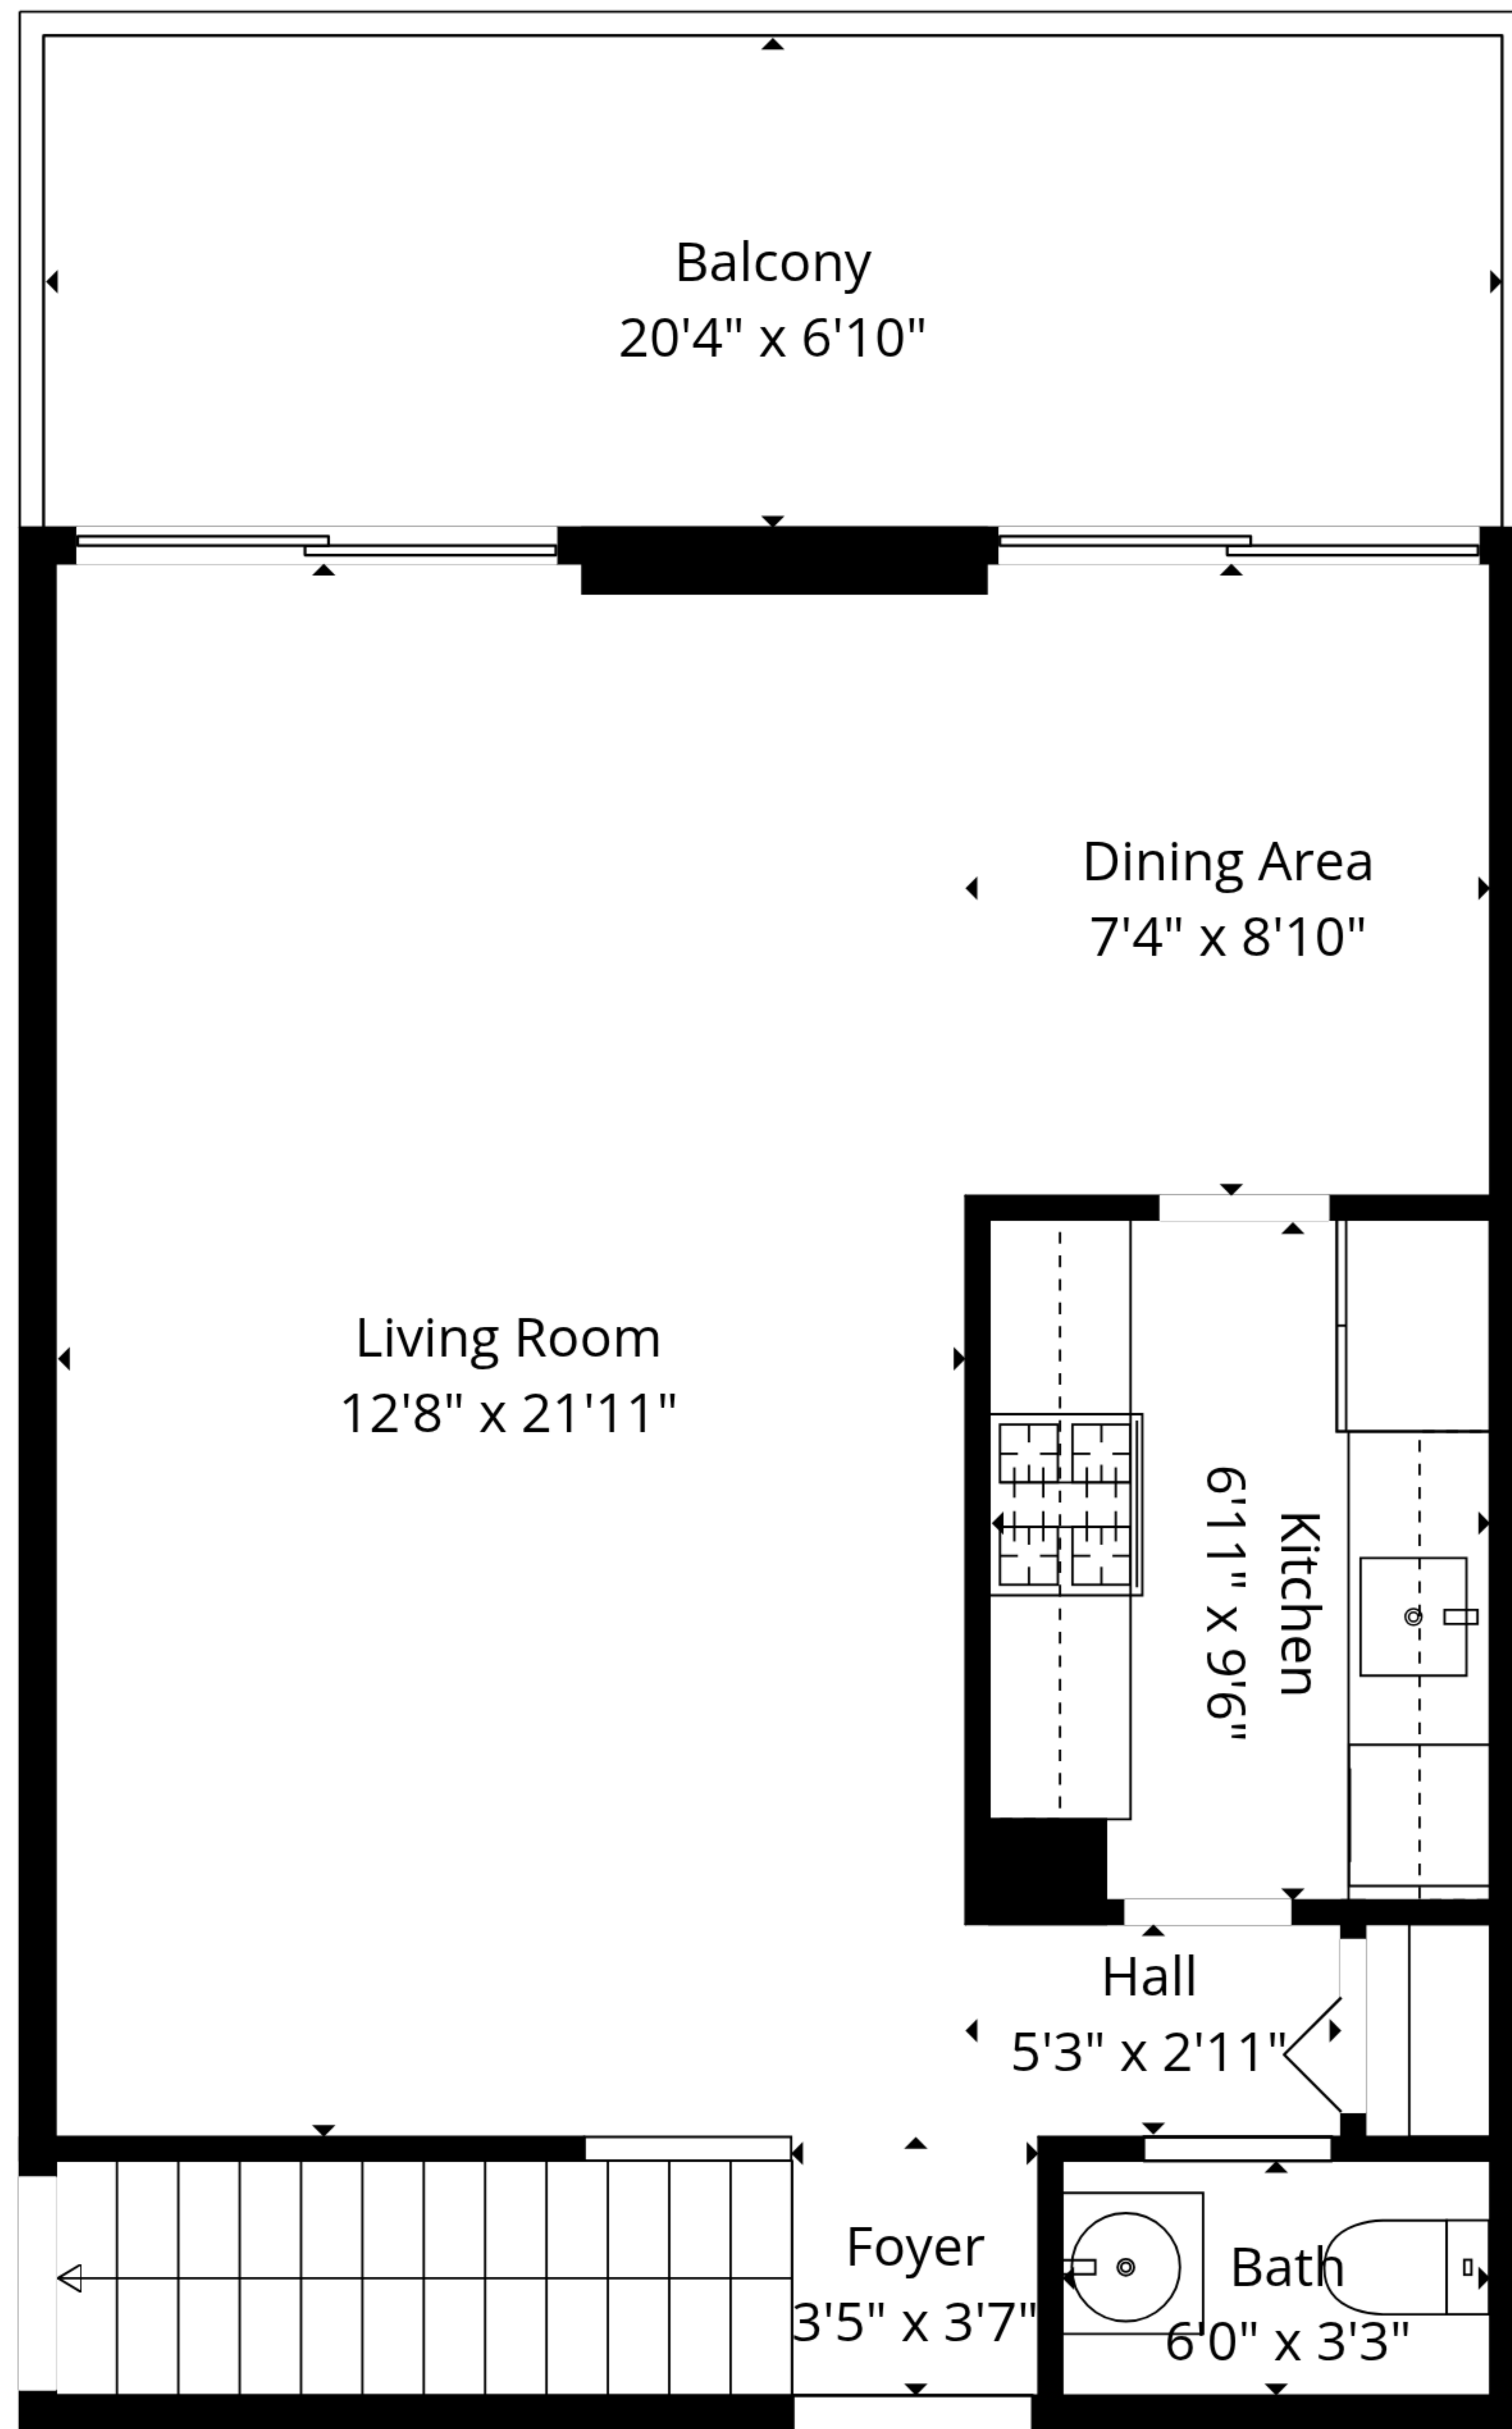 Balcony
20'4" x 6'10"
Dining Area
7'4" x 8'10"
Living Room
12'8" x 21'11"
Kitchen
6'11" x 9'6"
Hall
5'3" x 2'11"
Foyer
3'5" x 3'7"
Bath
6'0" x 3'3"